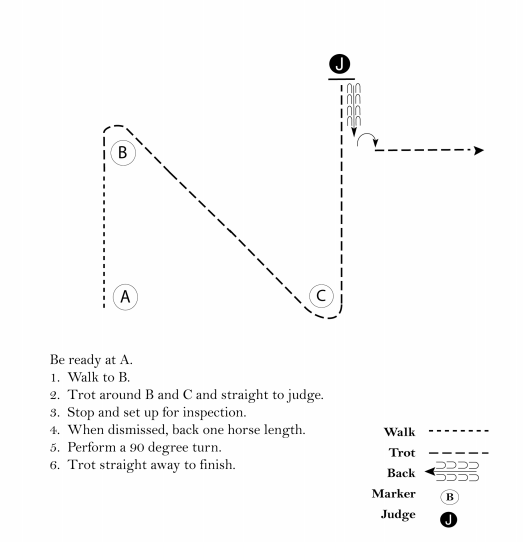 J
B
A
C
Be ready at A.
1. Walk to B.
2. Trot around B and C and straight to judge.
3. Stop and set up for inspection.
4. When dismissed, back one horse length.
5. Perform a 90 degree turn.
6. Trot straight away to finish.
Walk
Trot
Back
Marker B
Judge J